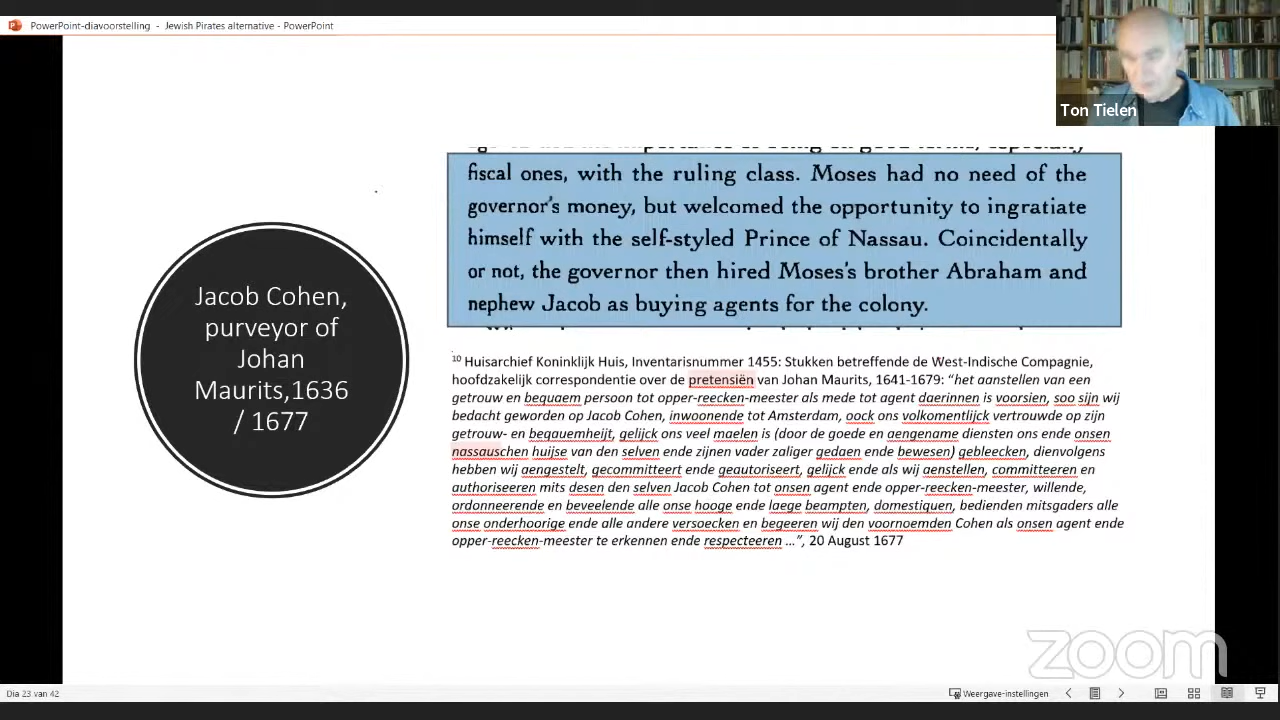 PowerPoint-diavoorstelling - Jewish Pirates alternative - PowerPoint
Ton Tielen
Jacob Cohen,
purveyor of
Johan
Maurits,1636
/ 1677
fiscal ones, with the ruling class. Moses had no need of the
governor's money, but welcomed the opportunity to ingratiate
himself with the self-styled Prince of Nassau. Coincidentally
or not, the governor then hired Moses's brother Abraham and
nephew Jacob as buying agents for the colony.
10 Huisarchief Koninklijk Huis, Inventarisnummer 1455: Stukken betreffende de West-Indische Compagnie,
hoofdzakelijk correspondentie over de pretensiën van Johan Maurits, 1641-1679: "het aanstellen van een
getrouw en bequaem persoon tot opper-reecken-meester als mede tot agent daerinnen is voorsien, soo sijn wij
bedacht geworden op Jacob Cohen, inwoonende tot Amsterdam, oock ons volkomentlijck vertrouwde op zijn
getrouw- en begauemheijt, gelijck ons veel maelen is (door de goede en aengename diensten ons ende onsen
nassauschen huijse van den selven ende zijnen vader zaliger gedaen ende bewesen) gebleecken, dienvolgens
hebben wij aengestelt, gecommitteert ende geautoriseert, gelijck ende als wij aenstellen, committeeren en
authoriseeren mits desen den selven Jacob Cohen tot onsen agent ende opper-reecken-meester, willende,
ordonneerende en beveelende alle onse hooge ende laege beampten, domestiquen, bedienden mitsgaders alle
onse onderhoorige ende alle andere versoecken en begeeren wij den voornoemden Cohen als onsen agent ende
opper-reecken-meester te erkennen ende respecteeren ...", 20 August 1677
zoom
Dia 23 van 42
Weergave-instellingen